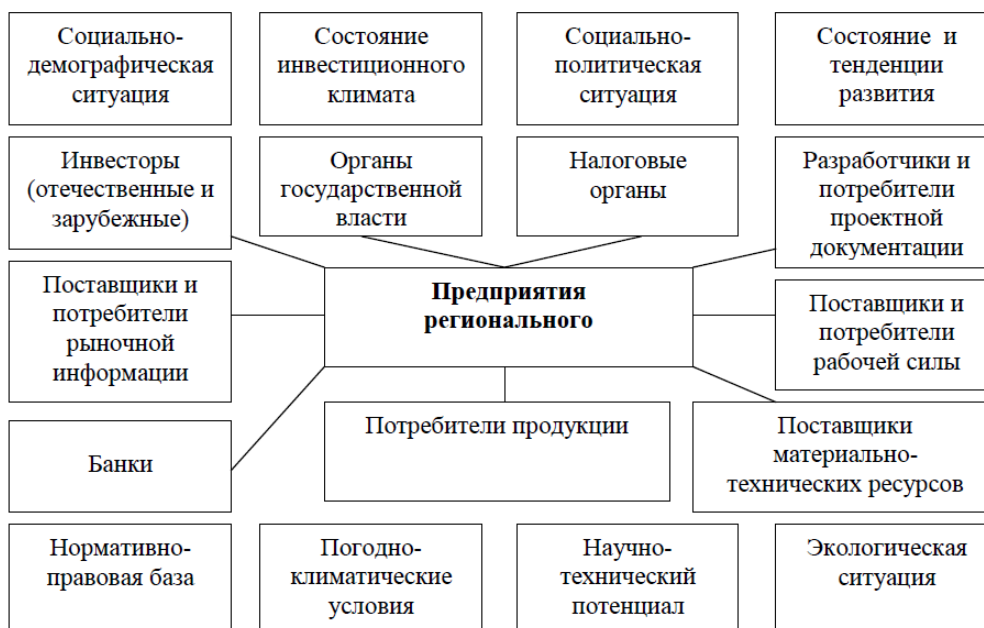 Социально-
демографическая
ситуация
Состояние
инвестиционного
климата
Социально-
политическая
ситуация
Состояние и
тенденции
развития
Инвесторы
(отечественные и
зарубежные)
Органы
государственной
власти
Налоговые
органы
Разработчики и
потребители
проектной
документации
Поставщики и
потребители
рыночной
информации
Предприятия
регионального
Поставщики и
потребители
рабочей силы
Банки
Потребители продукции
Поставщики
материально-
технических ресурсов
Нормативно-
правовая база
Погодно-
климатические
условия
Научно-
технический
потенциал
Экологическая
ситуация